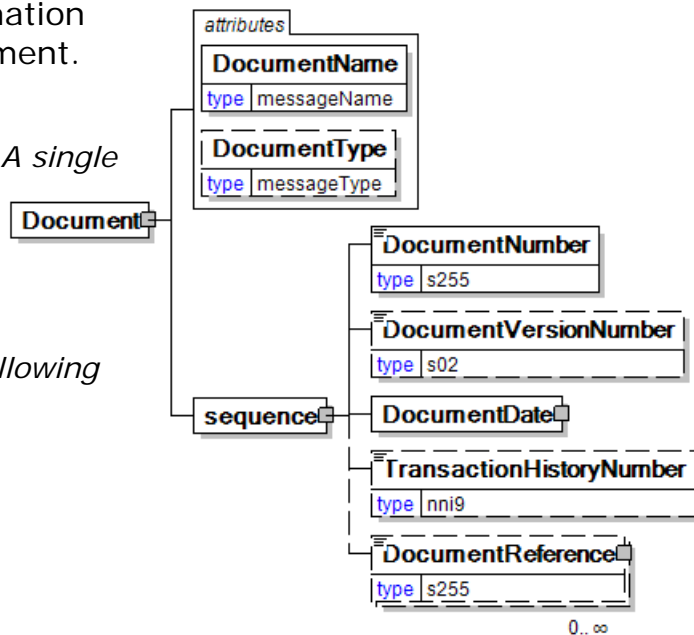 nation
ment.
attributes
DocumentName
type messageName
A single
DocumentType
type messageType
Document
DocumentNumber
type s255
DocumentVersionNumber
type s02
llowing
sequence
DocumentDate
TransactionHistoryNumber
type nni9
DocumentReference
type s255
0.. ∞